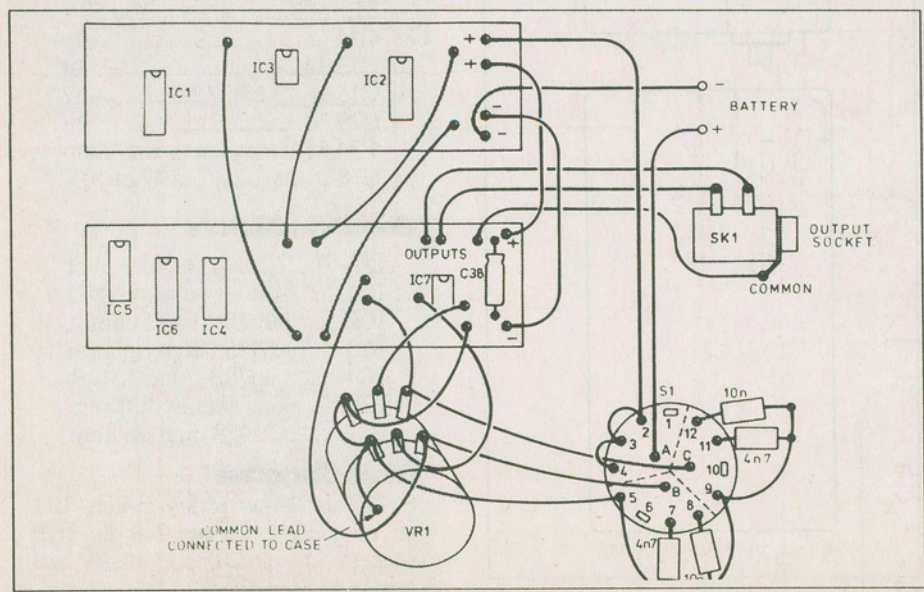 IC1
IC3
IC2
+
+
-
-
- BATTERY
+
OUTPUTS
SK1
OUTPUT
SOCKET
COMMON
IC5
IC6
IC4
IC7
C38
+
-
S1
10n
1
2
12
3
11
4n7
A
C
4
10
B
5
6
7
8
9
4n7
10n
COMMON LEAD
CONNECTED TO CASE
VR1